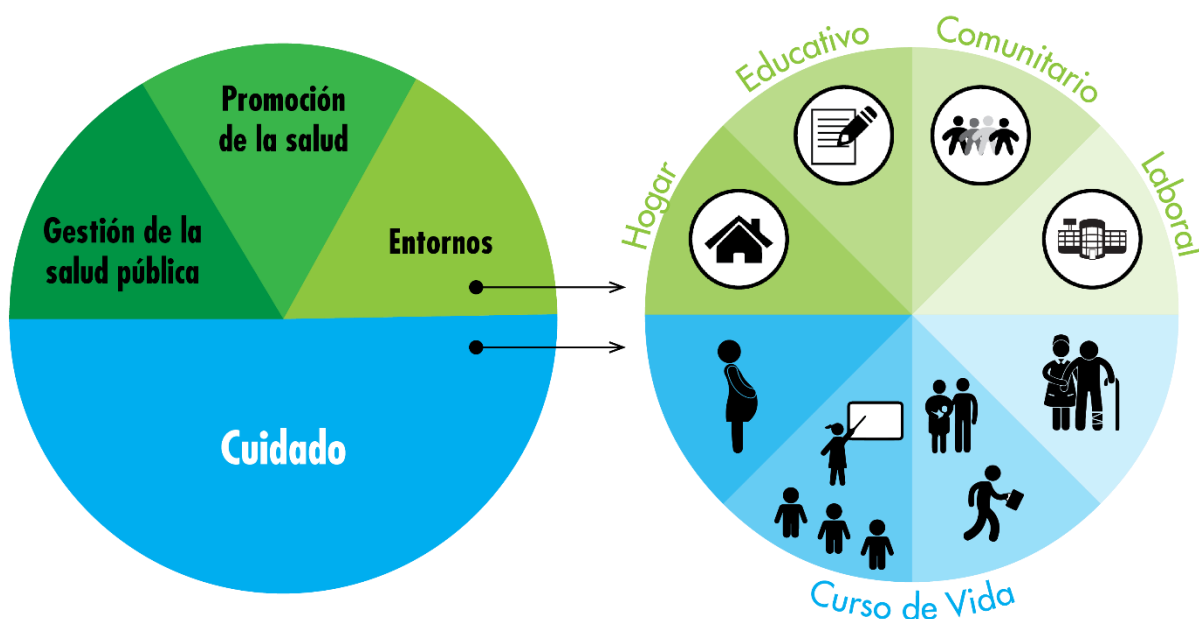 Promoción
de la salud
Gestión de la
salud pública
Entornos
Cuidado
Hogar
Educativo
Comunitario
Laboral
Curso de Vida